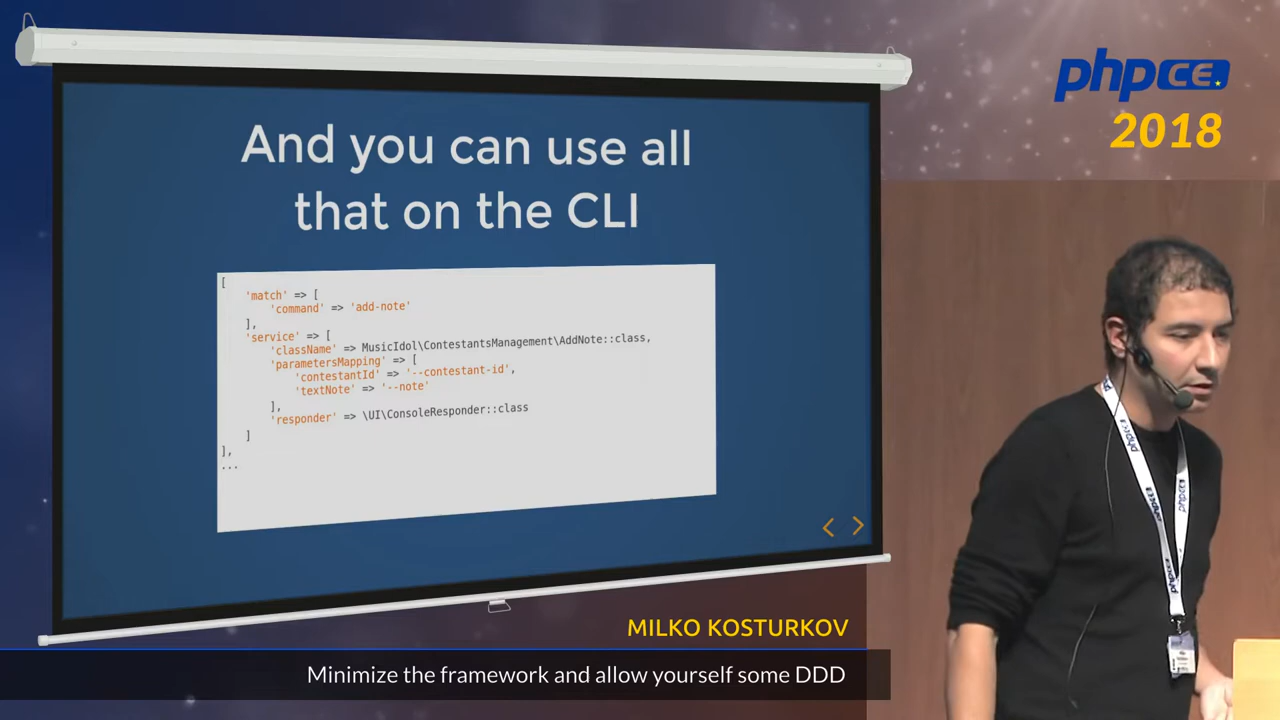 And you can use all
that on the CLI
[
'match' => [
'command' => 'add-note'
],
'service' => [
'className' => MusicIdol\ContestantsManagement\AddNote::class,
'parametersMapping' => [
'contestantId' => '--contestant-id',
'textNote' => '--note'
],
'responder' => \UI\ConsoleResponder::class
]
],
...
< >
phpce
2018
phpce
phpce
MILKO KOSTURKOV
Minimize the framework and allow yourself some DDD